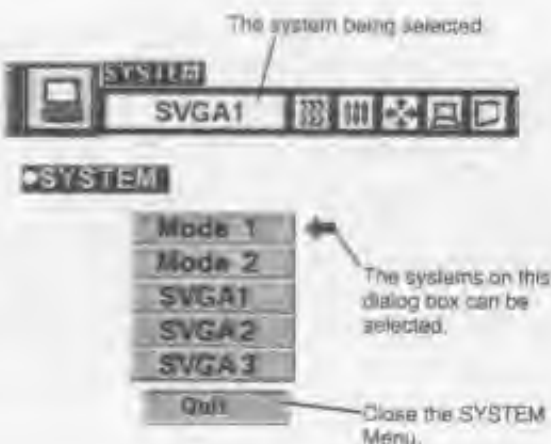 The system being selected
SYSTEM
SVGA1
SYSTEM
Mode 1
Mode 2
SVGA1
SVGA2
SVGA3
Quit
The systems on this
dialog box can be
selected.
Close the SYSTEM
Menu.